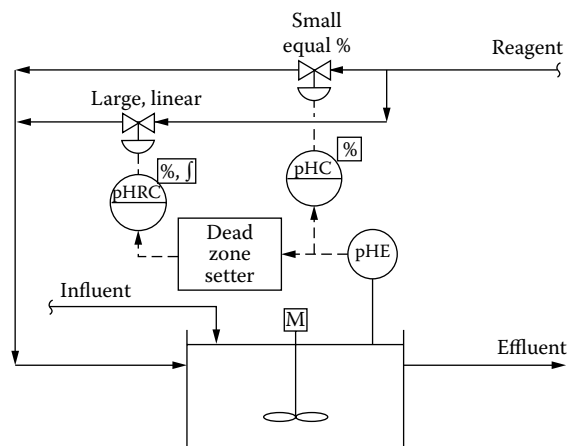 Small
equal %
Reagent
Large, linear
%
pHC
%, ∫
pHRC
Dead
zone
setter
pHE
Influent
M
Effluent